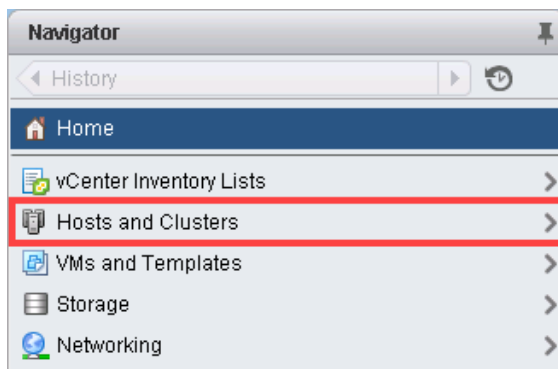 Navigator
History
Home
vCenter Inventory Lists
Hosts and Clusters
VMs and Templates
Storage
Networking